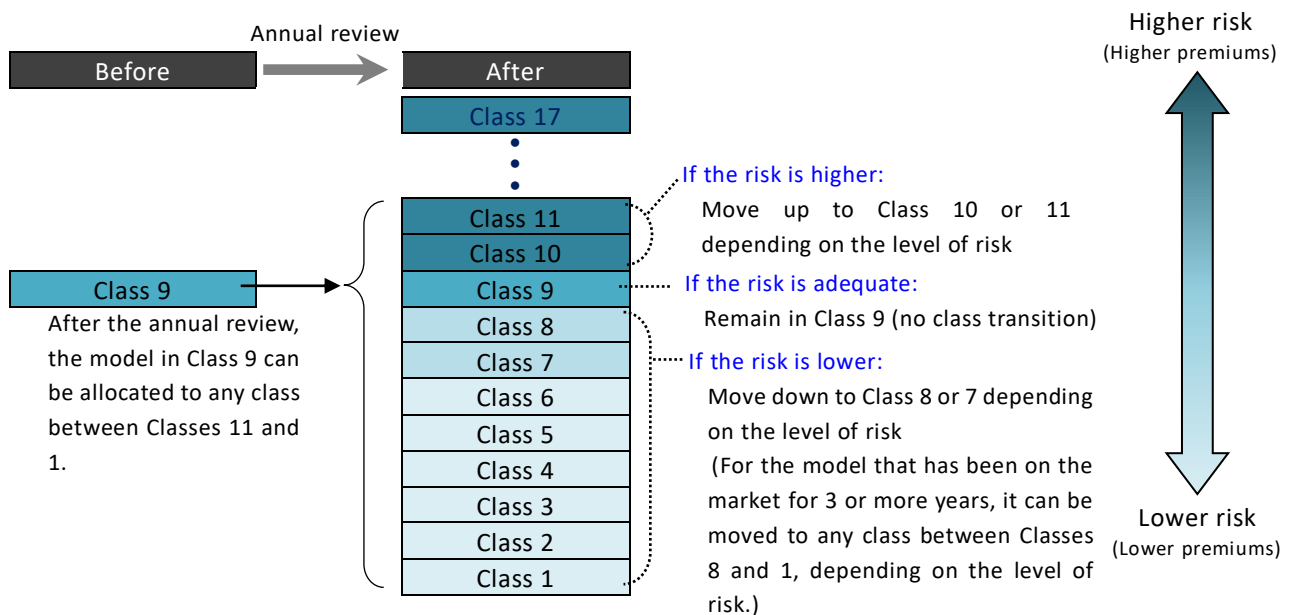 Annual review
Before
After
Higher risk
(Higher premiums)
Class 17
Class 11
Class 10
Class 9
Class 8
Class 7
Class 6
Class 5
Class 4
Class 3
Class 2
Class 1
Class 9
After the annual review,
the model in Class 9 can
be allocated to any class
between Classes 11 and
1.
If the risk is higher:
Move up to Class 10 or 11
depending on the level of risk
If the risk is adequate:
Remain in Class 9 (no class transition)
If the risk is lower:
Move down to Class 8 or 7 depending
on the level of risk
(For the model that has been on the
market for 3 or more years, it can be
moved to any class between Classes
8 and 1, depending on the level of
risk.)
Lower risk
(Lower premiums)